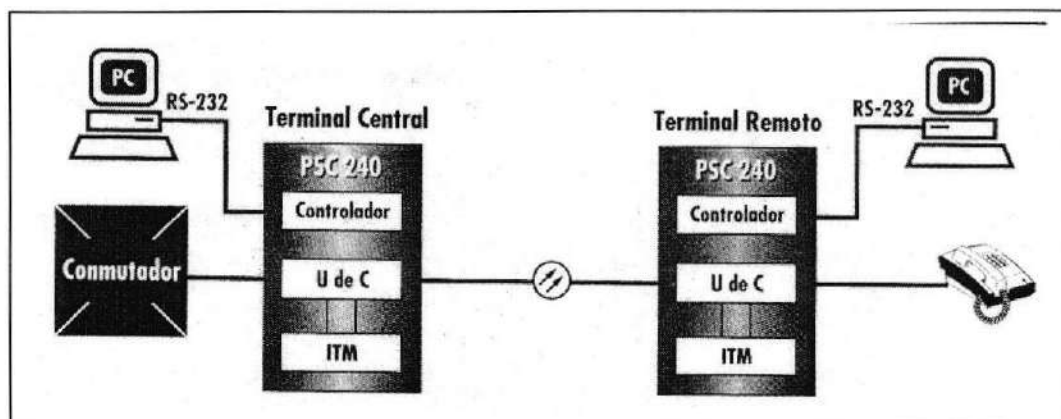 PC
RS-232
Terminal Central
PSC 240
Controlador
Conmutador
U de C
ITM
Terminal Remoto
PSC 240
Controlador
U de C
ITM
RS-232
PC